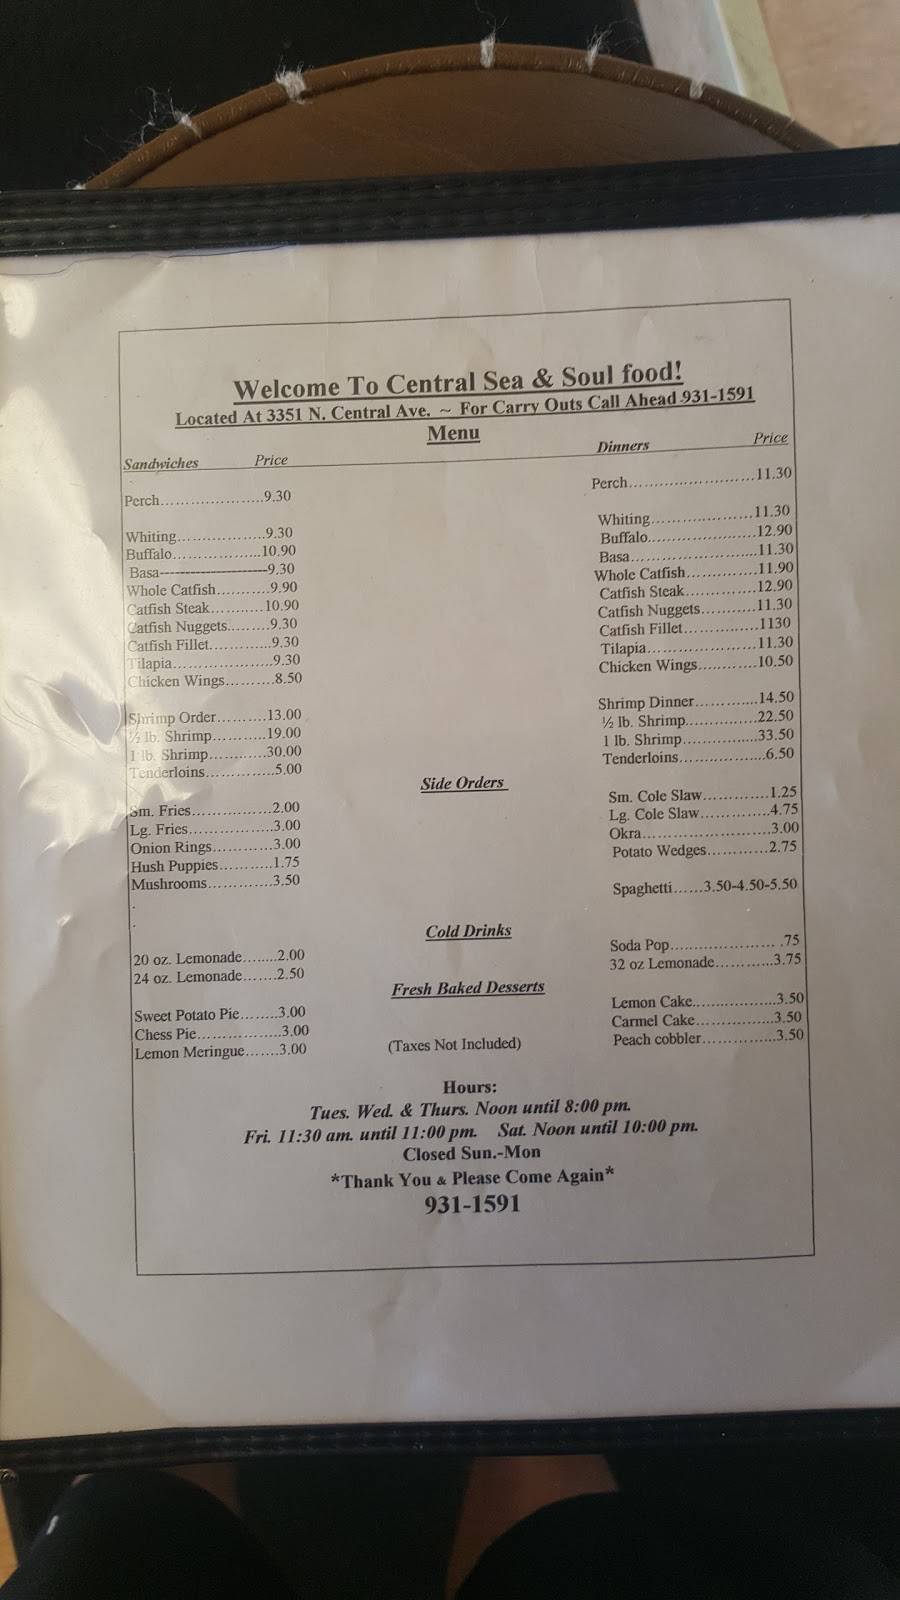 Welcome To Central Sea & Soul food!
Located At 3351 N. Central Ave. ~ For Carry Outs Call Ahead 931-1591
Menu
Sandwiches Price
Dinners Price
Perch.....................9.30
Perch..........................11.30
Whiting..................9.30
Whiting.....................11.30
Buffalo..................10.90
Buffalo.......................12.90
Basa-----------------------9.30
Basa..........................11.30
Whole Catfish...........9.90
Whole Catfish...............11.90
Catfish Steak...........10.90
Catfish Steak...............12.90
Catfish Nuggets.........9.30
Catfish Nuggets............11.30
Catfish Fillet.............9.30
Catfish Fillet................1130
Tilapia.....................9.30
Tilapia.......................11.30
Chicken Wings..........8.50
Chicken Wings............10.50
Shrimp Order..........13.00
Shrimp Dinner.............14.50
½ lb. Shrimp...........19.00
½ lb. Shrimp...............22.50
1 lb. Shrimp............30.00
1 lb. Shrimp................33.50
Tenderloins..............5.00
Tenderloins..................6.50
Side Orders
Sm. Fries.................2.00
Sm. Cole Slaw..............1.25
Lg. Fries..................3.00
Lg. Cole Slaw...............4.75
Onion Rings.............3.00
Okra...........................3.00
Hush Puppies...........1.75
Potato Wedges.............2.75
Mushrooms..............3.50
Spaghetti......3.50-4.50-5.50
Cold Drinks
20 oz. Lemonade........2.00
Soda Pop...................... .75
24 oz. Lemonade.......2.50
32 oz Lemonade............3.75
Fresh Baked Desserts
Sweet Potato Pie........3.00
Lemon Cake..................3.50
Chess Pie.................3.00
Carmel Cake................3.50
Lemon Meringue.......3.00
(Taxes Not Included)
Peach cobbler................3.50
Hours:
Tues. Wed. & Thurs. Noon until 8:00 pm.
Fri. 11:30 am. until 11:00 pm. Sat. Noon until 10:00 pm.
Closed Sun.-Mon
*Thank You & Please Come Again*
931-1591